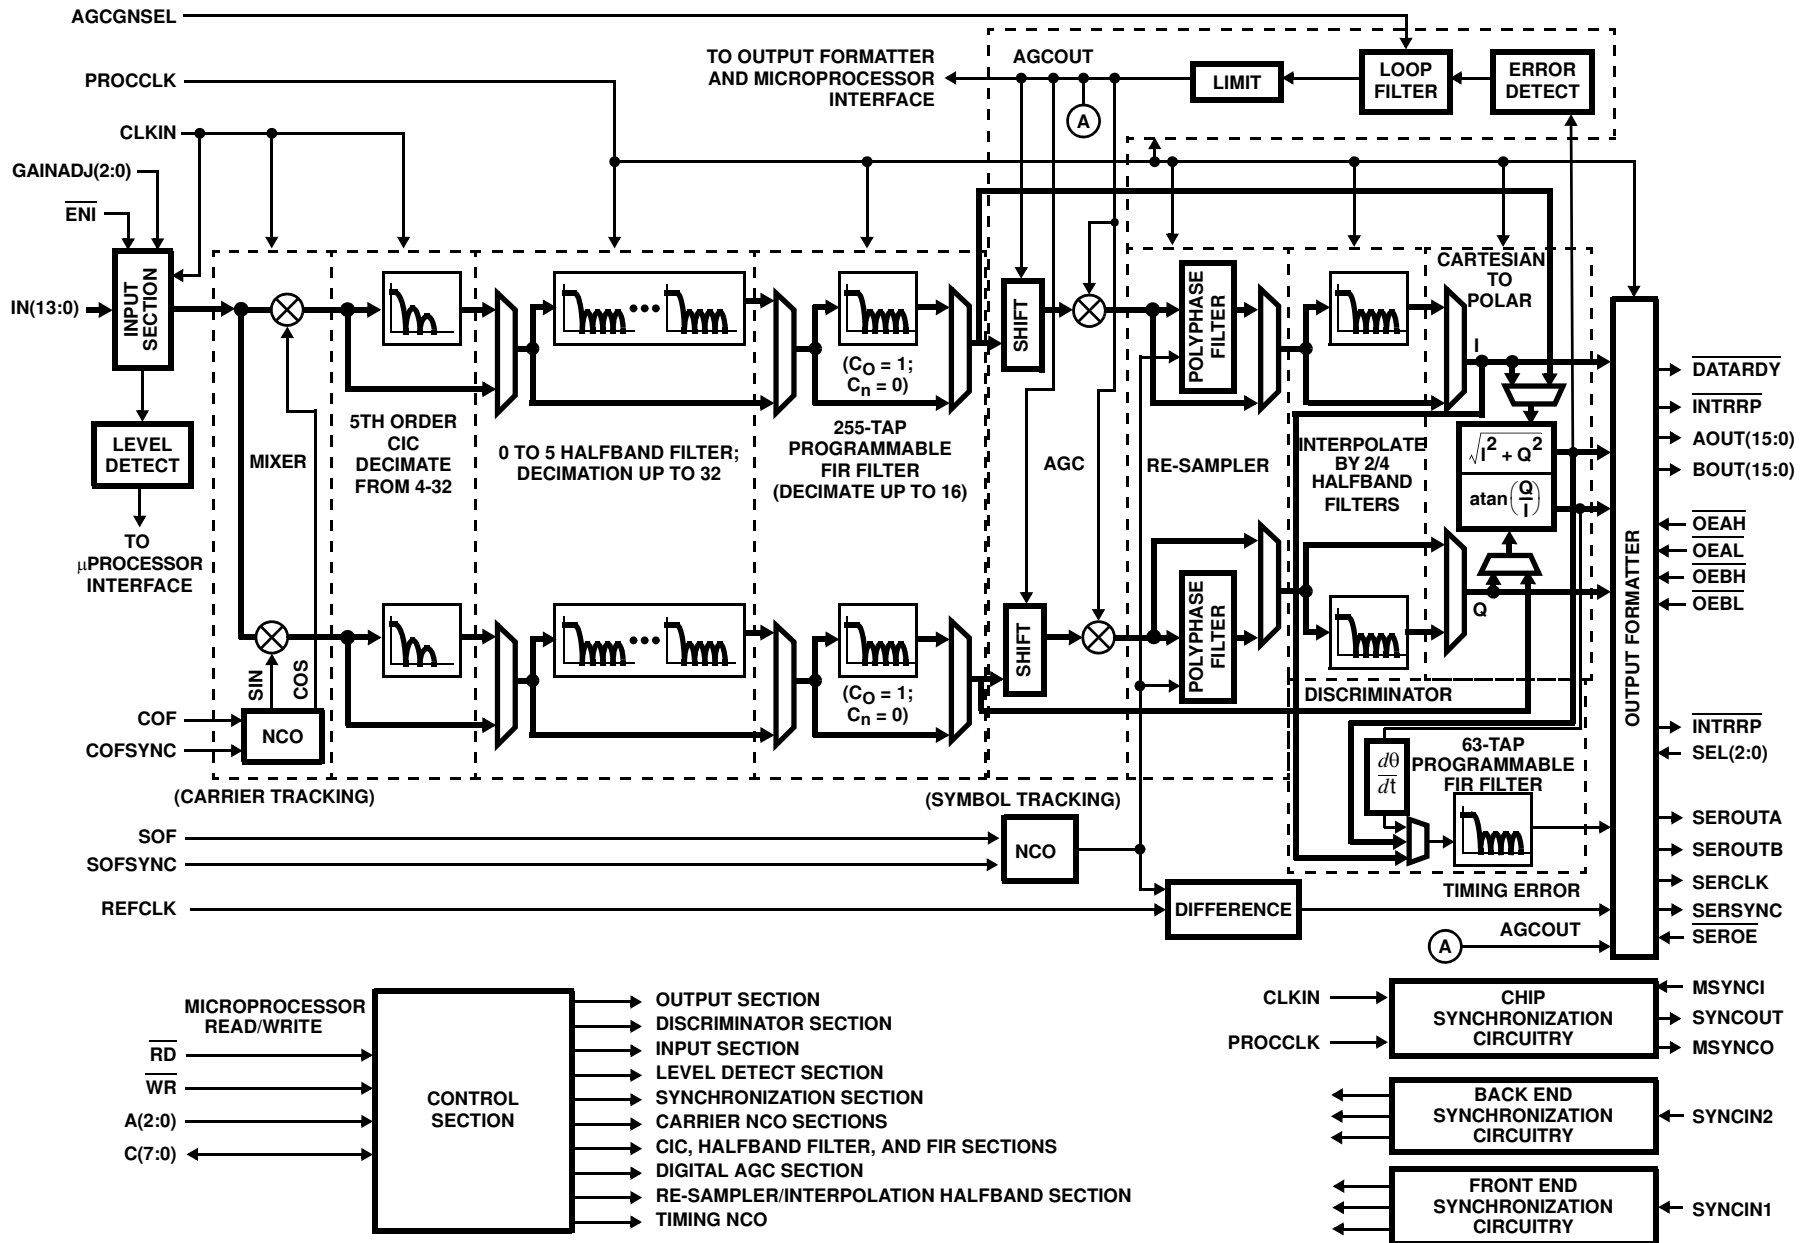 AGCGNSEL
PROCCLK
CLKIN
GAINADJ(2:0)
ENI
IN(13:0)
INPUT
SECTION
LEVEL
DETECT
TO
µPROCESSOR
INTERFACE
TO OUTPUT FORMATTER
AND MICROPROCESSOR
INTERFACE
AGCOUT
A
LIMIT
LOOP
FILTER
ERROR
DETECT
MIXER
SIN
COS
COF
COFSYNC
NCO
(CARRIER TRACKING)
5TH ORDER
CIC
DECIMATE
FROM 4-32
0 TO 5 HALFBAND FILTER;
DECIMATION UP TO 32
(CO = 1;
Cn = 0)
255-TAP
PROGRAMMABLE
FIR FILTER
(DECIMATE UP TO 16)
(CO = 1;
Cn = 0)
SHIFT
AGC
SHIFT
POLYPHASE
FILTER
RE-SAMPLER
POLYPHASE
FILTER
INTERPOLATE
BY 2/4
HALFBAND
FILTERS
CARTESIAN
TO
POLAR
I
√I2 + Q2
atan(Q/I)
Q
DISCRIMINATOR
dθ
dt
63-TAP
PROGRAMMABLE
FIR FILTER
TIMING ERROR
(SYMBOL TRACKING)
SOF
SOFSYNC
NCO
REFCLK
DIFFERENCE
AGCOUT
A
OUTPUT FORMATTER
DATARDY
INTRRP
AOUT(15:0)
BOUT(15:0)
OEAH
OEAL
OEBH
OEBL
INTRRP
SEL(2:0)
SEROUTA
SEROUTB
SERCLK
SERSYNC
SEROE
MICROPROCESSOR
READ/WRITE
RD
WR
A(2:0)
C(7:0)
CONTROL
SECTION
OUTPUT SECTION
DISCRIMINATOR SECTION
INPUT SECTION
LEVEL DETECT SECTION
SYNCHRONIZATION SECTION
CARRIER NCO SECTIONS
CIC, HALFBAND FILTER, AND FIR SECTIONS
DIGITAL AGC SECTION
RE-SAMPLER/INTERPOLATION HALFBAND SECTION
TIMING NCO
CLKIN
PROCCLK
CHIP
SYNCHRONIZATION
CIRCUITRY
MSYNCI
SYNCOUT
MSYNCO
BACK END
SYNCHRONIZATION
CIRCUITRY
SYNCIN2
FRONT END
SYNCHRONIZATION
CIRCUITRY
SYNCIN1